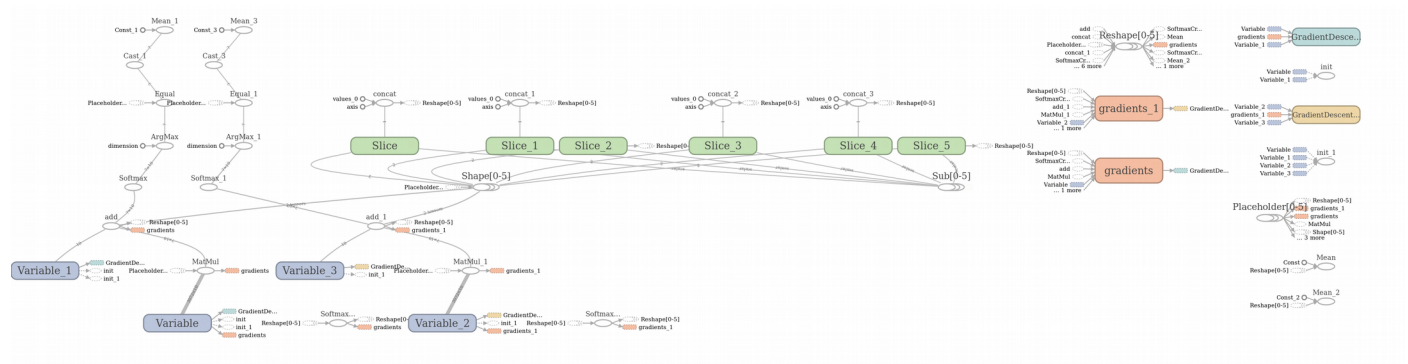 Mean_1
Const_1
Cast_1
Equal
Placeholder...
ArgMax
dimension
Softmax
add
Reshape[0-5]
gradients_1
gradients
Variable_1
GradientDe...
init
init_1
MatMul
Placeholder...
gradients
Variable
GradientDe...
init
init_1
gradients
Mean_3
Const_3
Cast_3
Equal_1
Placeholder...
ArgMax_1
dimension
Softmax_1
add_1
Reshape[0-5]
gradients_1
Variable_3
GradientDe...
init_1
MatMul_1
Placeholder...
gradients_1
Variable_2
GradientDe...
init_1
gradients_1
Softmax...
Reshape[0-5]
Reshape[0-5]
gradients
Softmax...
Reshape[0-5]
Reshape[0-5]
gradients_1
concat
values_0
axis
Reshape[0-5]
Slice
concat_1
values_0
axis
Reshape[0-5]
Slice_1
Slice_2
Reshape[0-5]
concat_2
values_0
axis
Reshape[0-5]
Slice_3
concat_3
values_0
axis
Reshape[0-5]
Slice_4
Slice_5
Reshape[0-5]
Shape[0-5]
Placeholder...
Sub[0-5]
Reshape[0-5]
add
concat
Placeholder...
concat_1
SoftmaxCr...
... 6 more
SoftmaxCr...
Mean
gradients
SoftmaxCr...
Mean_2
... 1 more
gradients_1
Reshape[0-5]
SoftmaxCr...
add_1
MatMul_1
Variable_2
... 1 more
GradientDe...
gradients
Reshape[0-5]
SoftmaxCr...
add
MatMul
Variable
... 1 more
GradientDe...
GradientDesce...
Variable
gradients
Variable_1
init
Variable
Variable_1
GradientDescent...
Variable_2
gradients_1
Variable_3
init_1
Variable
Variable_1
Variable_2
Variable_3
Placeholder[0-5]
Reshape[0-5]
gradients_1
gradients
MatMul
Shape[0-5]
... 3 more
Mean
Const
Reshape[0-5]
Mean_2
Const_2
Reshape[0-5]